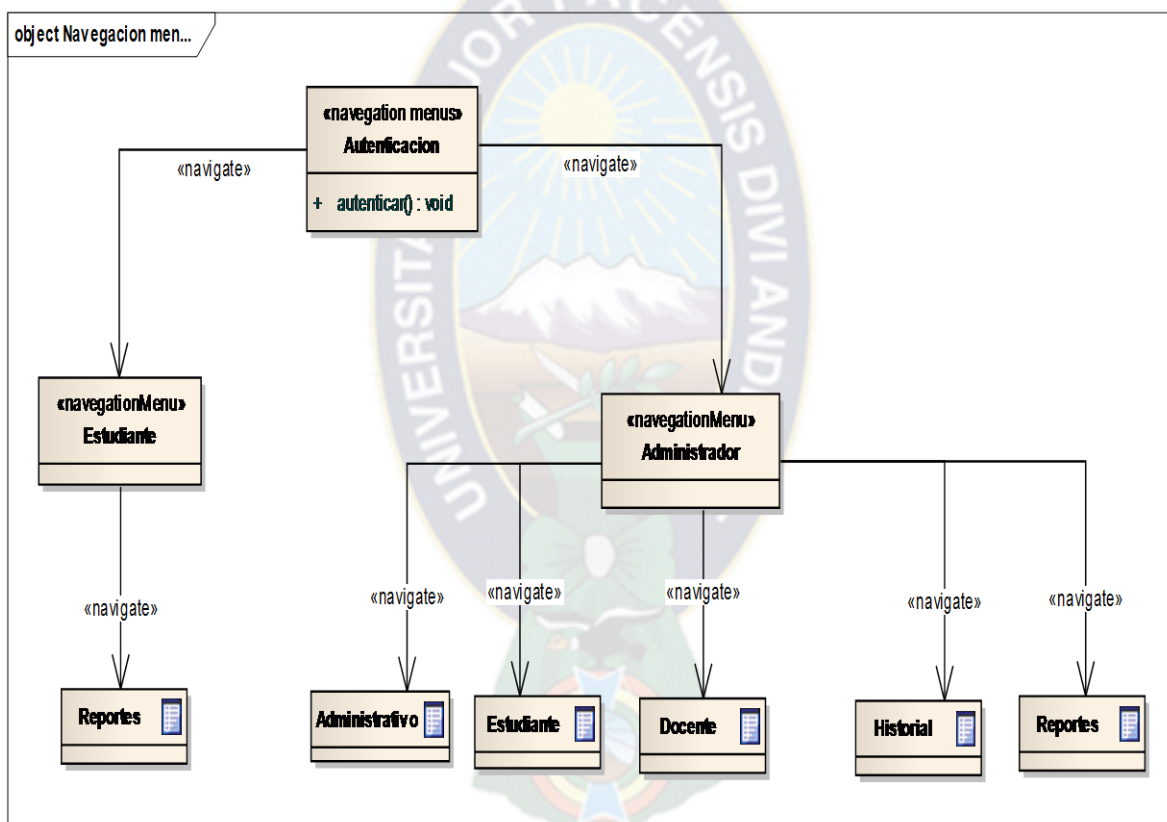 object Navegacion men...
«navegation menus»
Autenticacion
+ autenticar() : void
«navigate»
«navigate»
«navegationMenu»
Estudiante
«navegationMenu»
Administrador
«navigate»
«navigate»
«navigate»
«navigate»
«navigate»
«navigate»
Reportes
Administrativo
Estudiante
Docente
Historial
Reportes